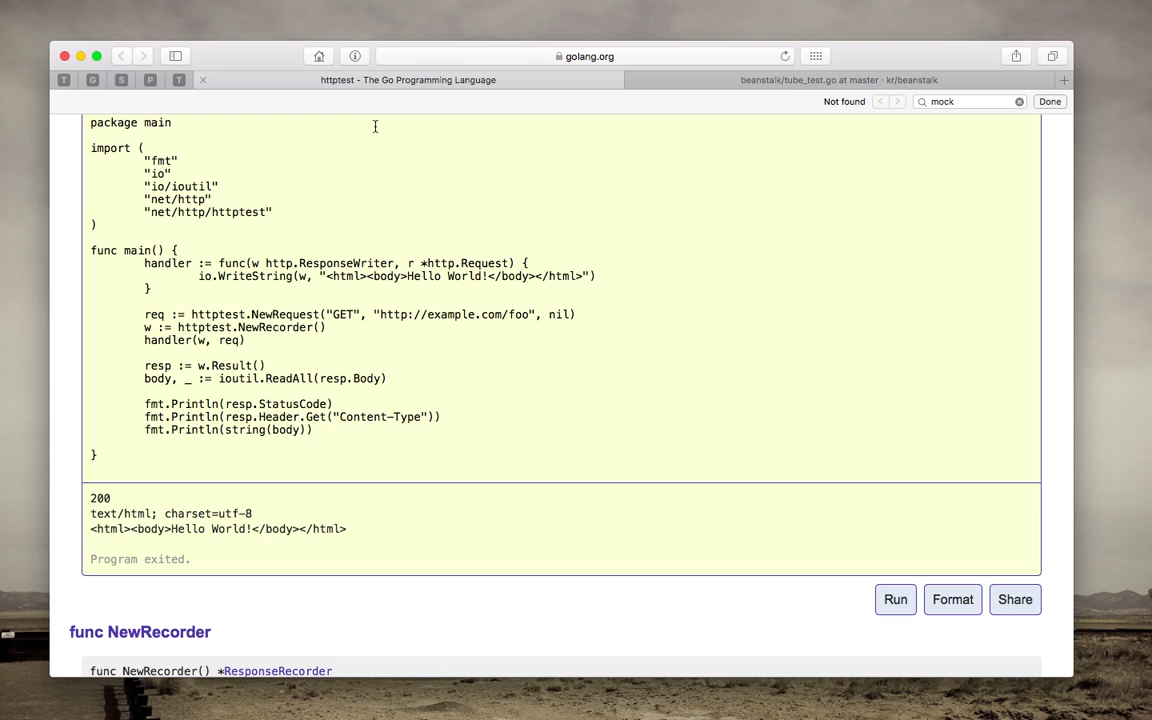 golang.org
T G S P T
httptest - The Go Programming Language
beanstalk/tube_test.go at master · kr/beanstalk
Not found
mock
Done
package main
import (
"fmt"
"io"
"io/ioutil"
"net/http"
"net/http/httptest"
)
func main() {
handler := func(w http.ResponseWriter, r *http.Request) {
io.WriteString(w, "<html><body>Hello World!</body></html>")
}
req := httptest.NewRequest("GET", "http://example.com/foo", nil)
w := httptest.NewRecorder()
handler(w, req)
resp := w.Result()
body, _ := ioutil.ReadAll(resp.Body)
fmt.Println(resp.StatusCode)
fmt.Println(resp.Header.Get("Content-Type"))
fmt.Println(string(body))
}
200
text/html; charset=utf-8
<html><body>Hello World!</body></html>
Program exited.
Run Format Share
func NewRecorder
func NewRecorder() *ResponseRecorder